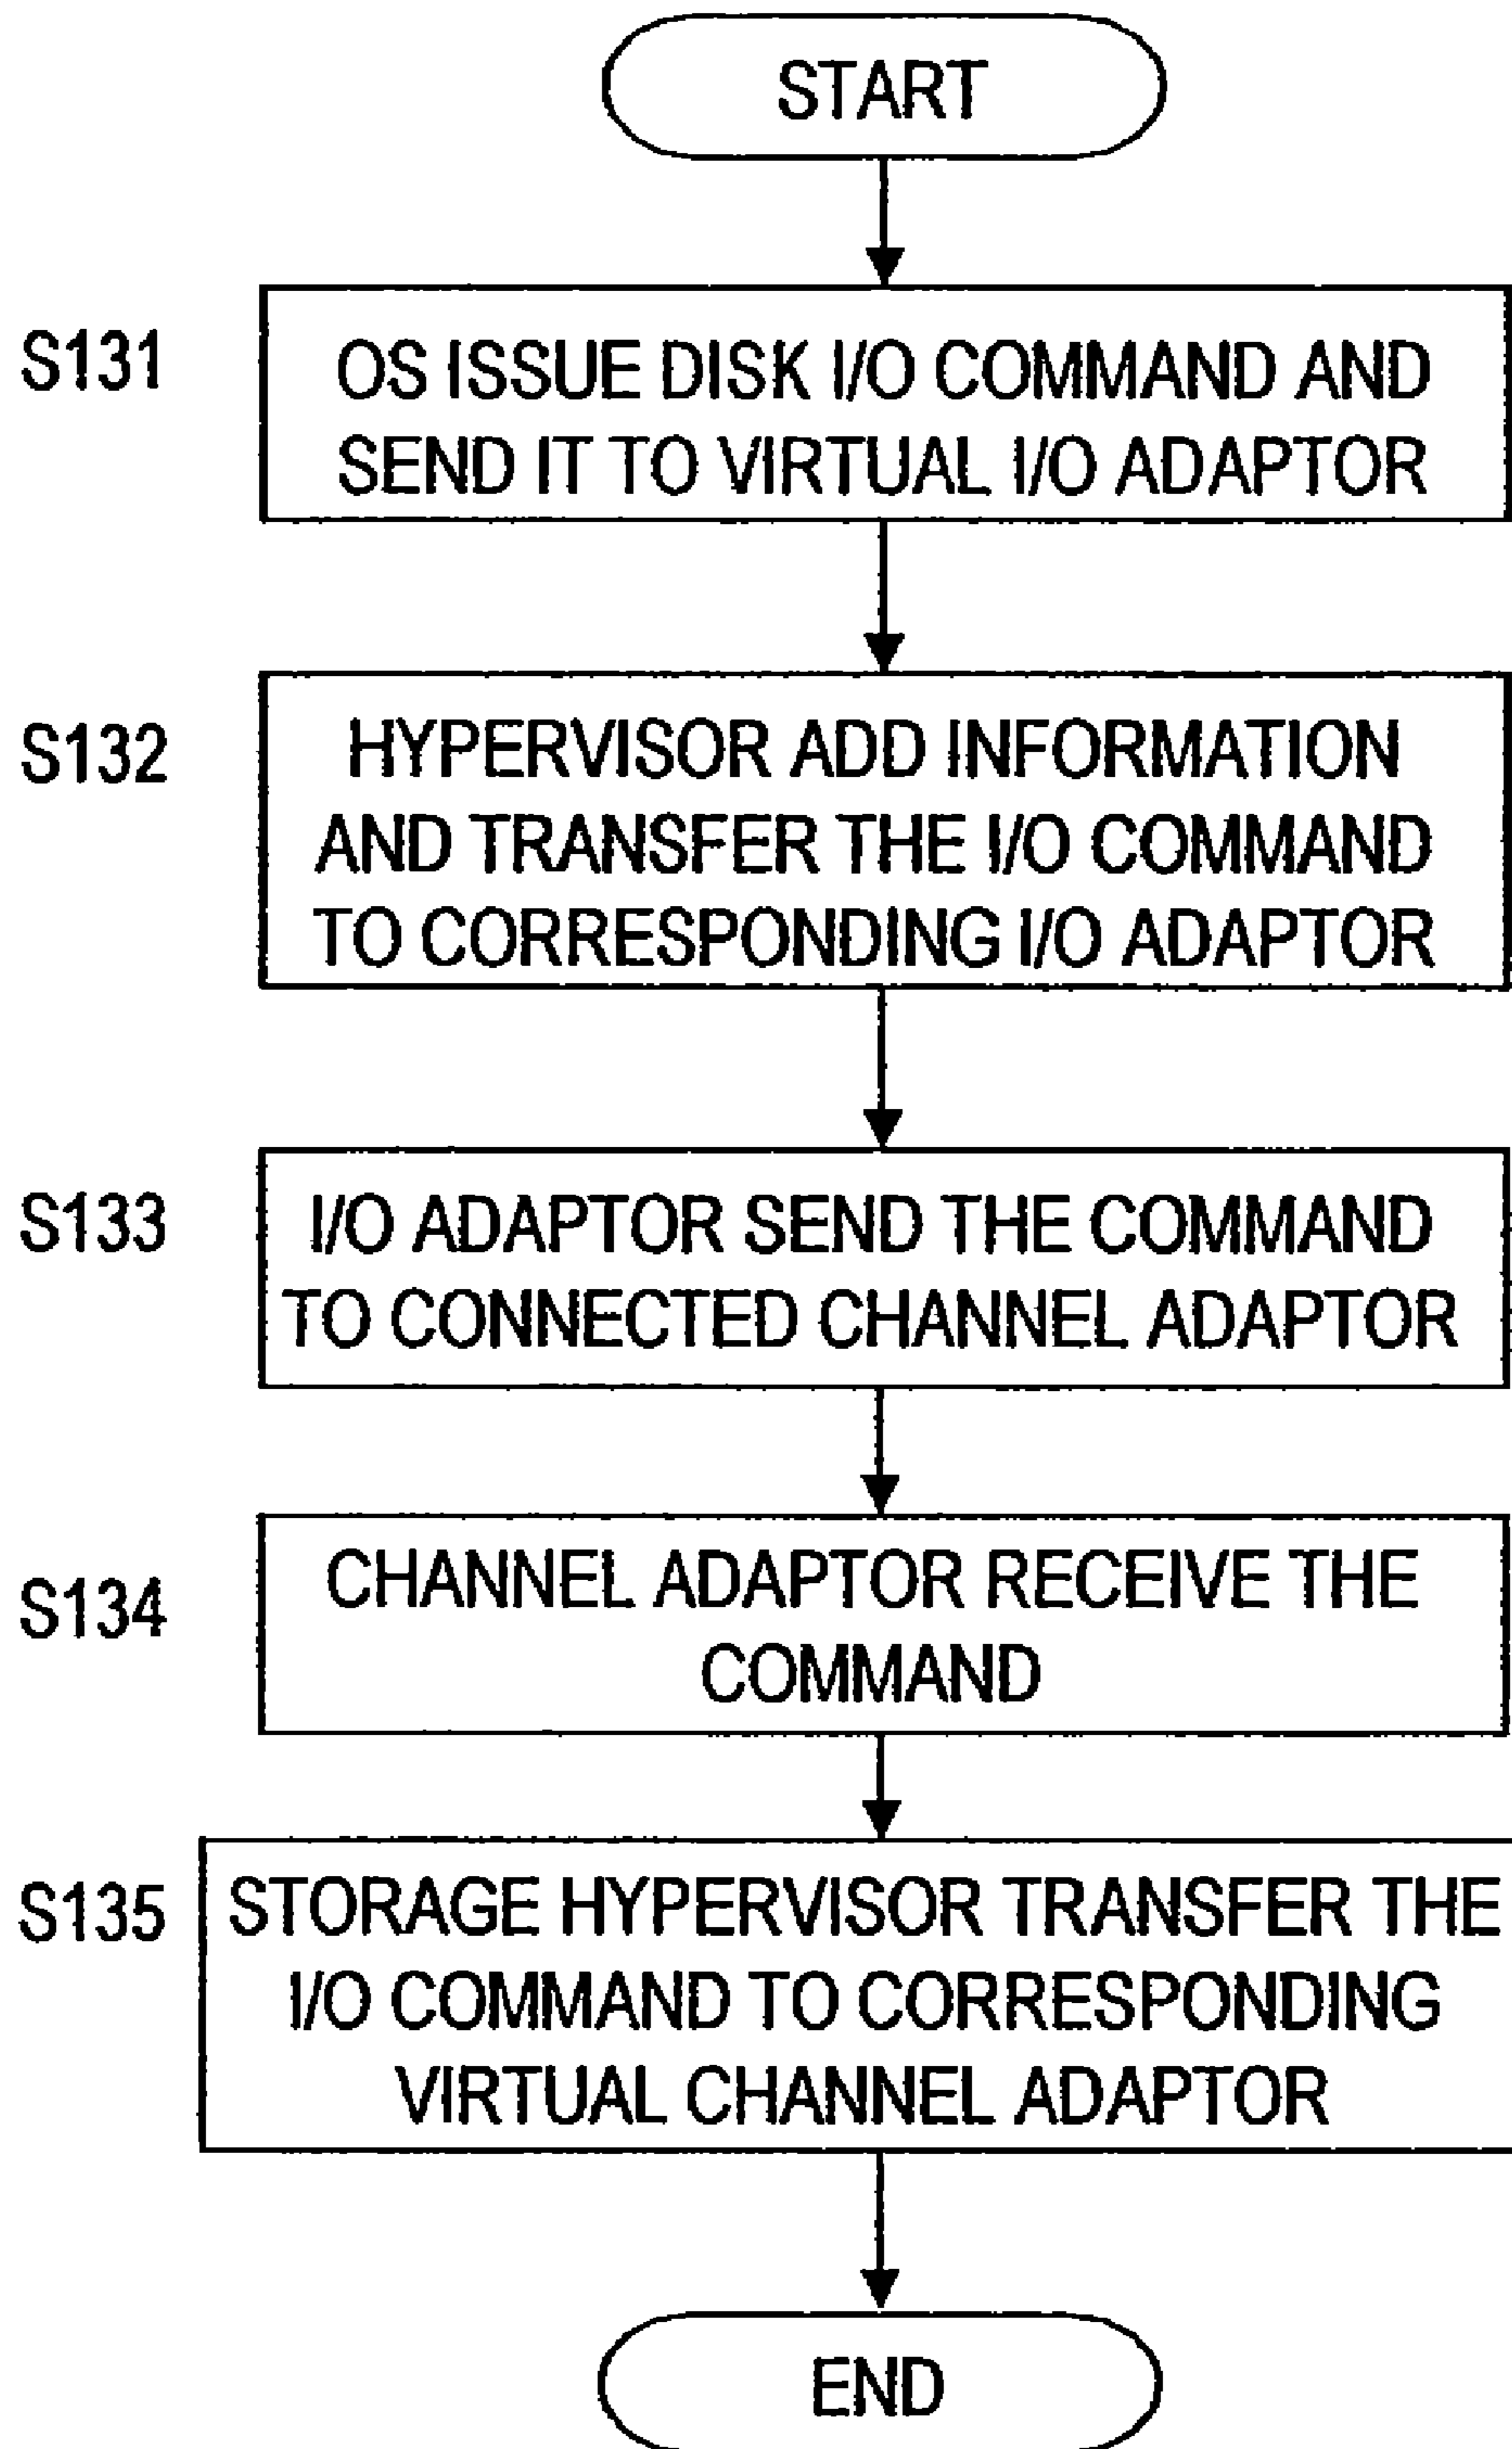 START
S131
OS ISSUE DISK I/O COMMAND AND
SEND IT TO VIRTUAL I/O ADAPTOR
S132
HYPERVISOR ADD INFORMATION
AND TRANSFER THE I/O COMMAND
TO CORRESPONDING I/O ADAPTOR
S133
I/O ADAPTOR SEND THE COMMAND
TO CONNECTED CHANNEL ADAPTOR
S134
CHANNEL ADAPTOR RECEIVE THE
COMMAND
S135
STORAGE HYPERVISOR TRANSFER THE
I/O COMMAND TO CORRESPONDING
VIRTUAL CHANNEL ADAPTOR
END